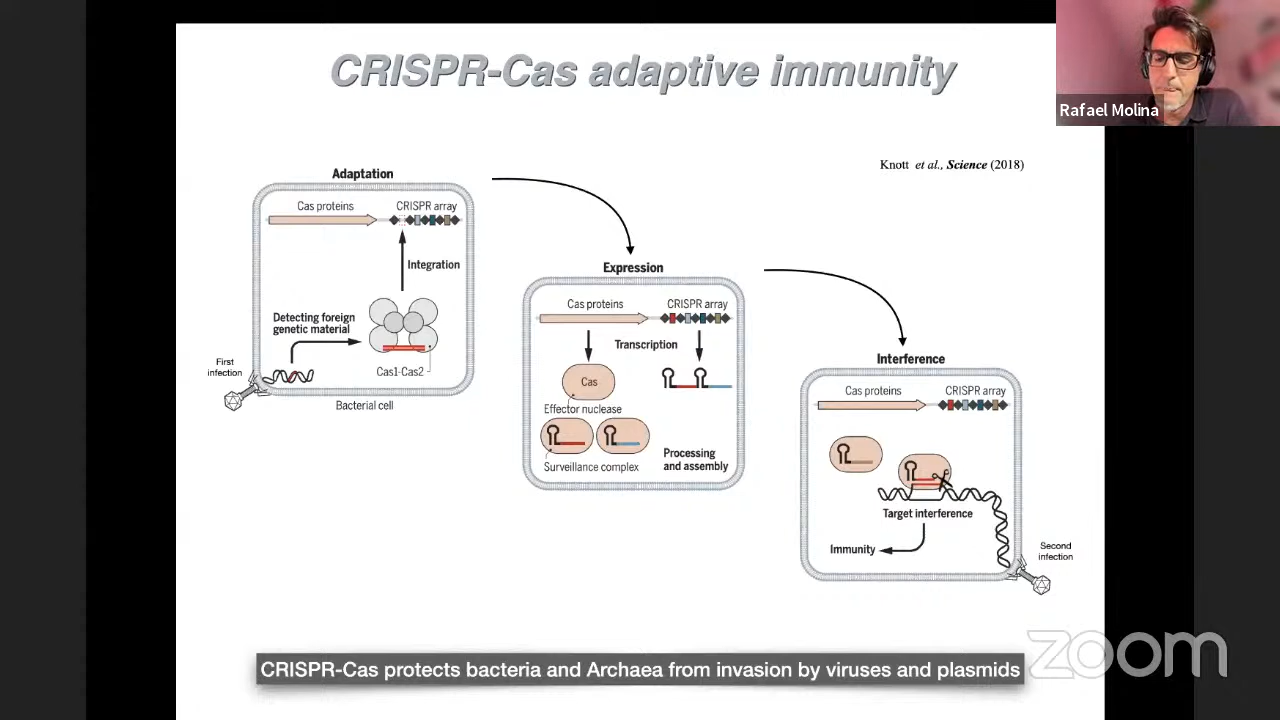 CRISPR-Cas adaptive immunity
Rafael Molina
Knott et al., Science (2018)
Adaptation
Cas proteins
CRISPR array
Integration
Detecting foreign
genetic material
Cas1-Cas2
First
infection
Bacterial cell
Expression
Cas proteins
CRISPR array
Transcription
Cas
Effector nuclease
Surveillance complex
Processing
and assembly
Interference
Cas proteins
CRISPR array
Target interference
Immunity
Second
infection
CRISPR-Cas protects bacteria and Archaea from invasion by viruses and plasmids
zoom